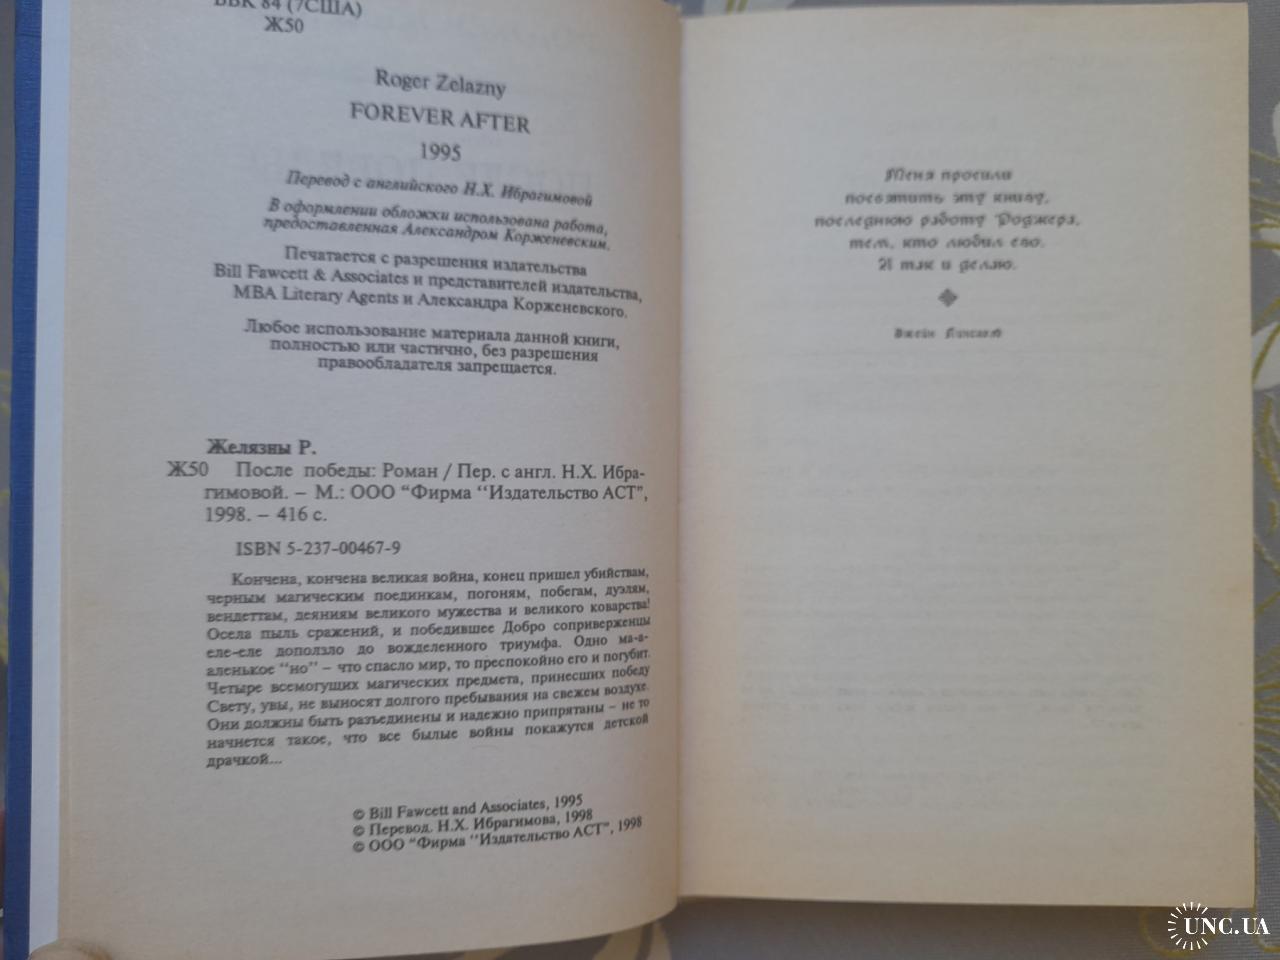 ББК 84 (7США)
Ж50
Roger Zelazny
FOREVER AFTER
1995
Перевод с английского Н.Х. Ибрагимовой
В оформлении обложки использована работа,
предоставленная Александром Корженевским.
Печатается с разрешения издательства
Bill Fawcett & Associates и представителей издательства,
MBA Literary Agents и Александра Корженевского.
Любое использование материала данной книги,
полностью или частично, без разрешения
правообладателя запрещается.
Желязны Р.
Ж50 После победы: Роман / Пер. с англ. Н.Х. Ибра-
гимовой. – М.: ООО "Фирма ''Издательство АСТ",
1998. – 416 с.
ISBN 5-237-00467-9
Кончена, кончена великая война, конец пришел убийствам,
черным магическим поединкам, погоням, побегам, дуэлям,
вендеттам, деяниям великого мужества и великого коварства!
Осела пыль сражений, и победившее Добро соприверженцы
еле-еле доползло до вожделенного триумфа. Одно ма-а-
аленькое "но" – что спасло мир, то преспокойно его и погубит.
Четыре всемогущих магических предмета, принесших победу
Свету, увы, не выносят долгого пребывания на свежем воздухе.
Они должны быть разъединены и надежно припрятаны – не то
начнется такое, что все былые войны покажутся детской
драчкой...
© Bill Fawcett and Associates, 1995
© Перевод. Н.Х. Ибрагимова, 1998
© ООО "Фирма ''Издательство АСТ", 1998
Меня просили
посвятить эту книгу,
последнюю работу Роджера,
тем, кто любил его.
Я так и делаю.
Джейн Линсколд
UNC.UA